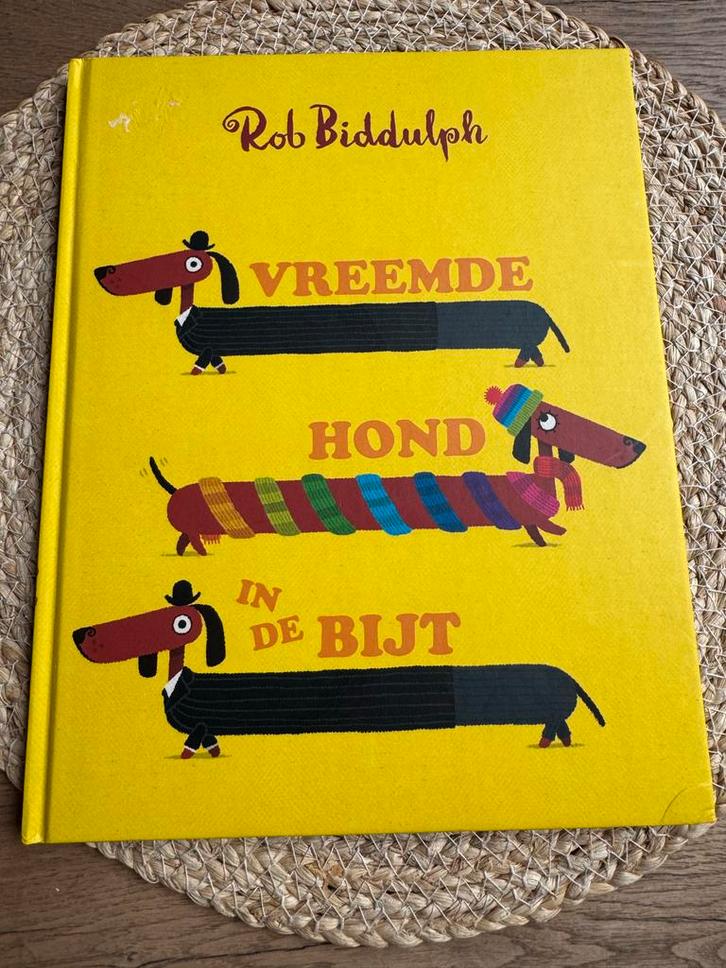 Rob Biddulph
VREEMDE
HOND
IN
DE BIJT